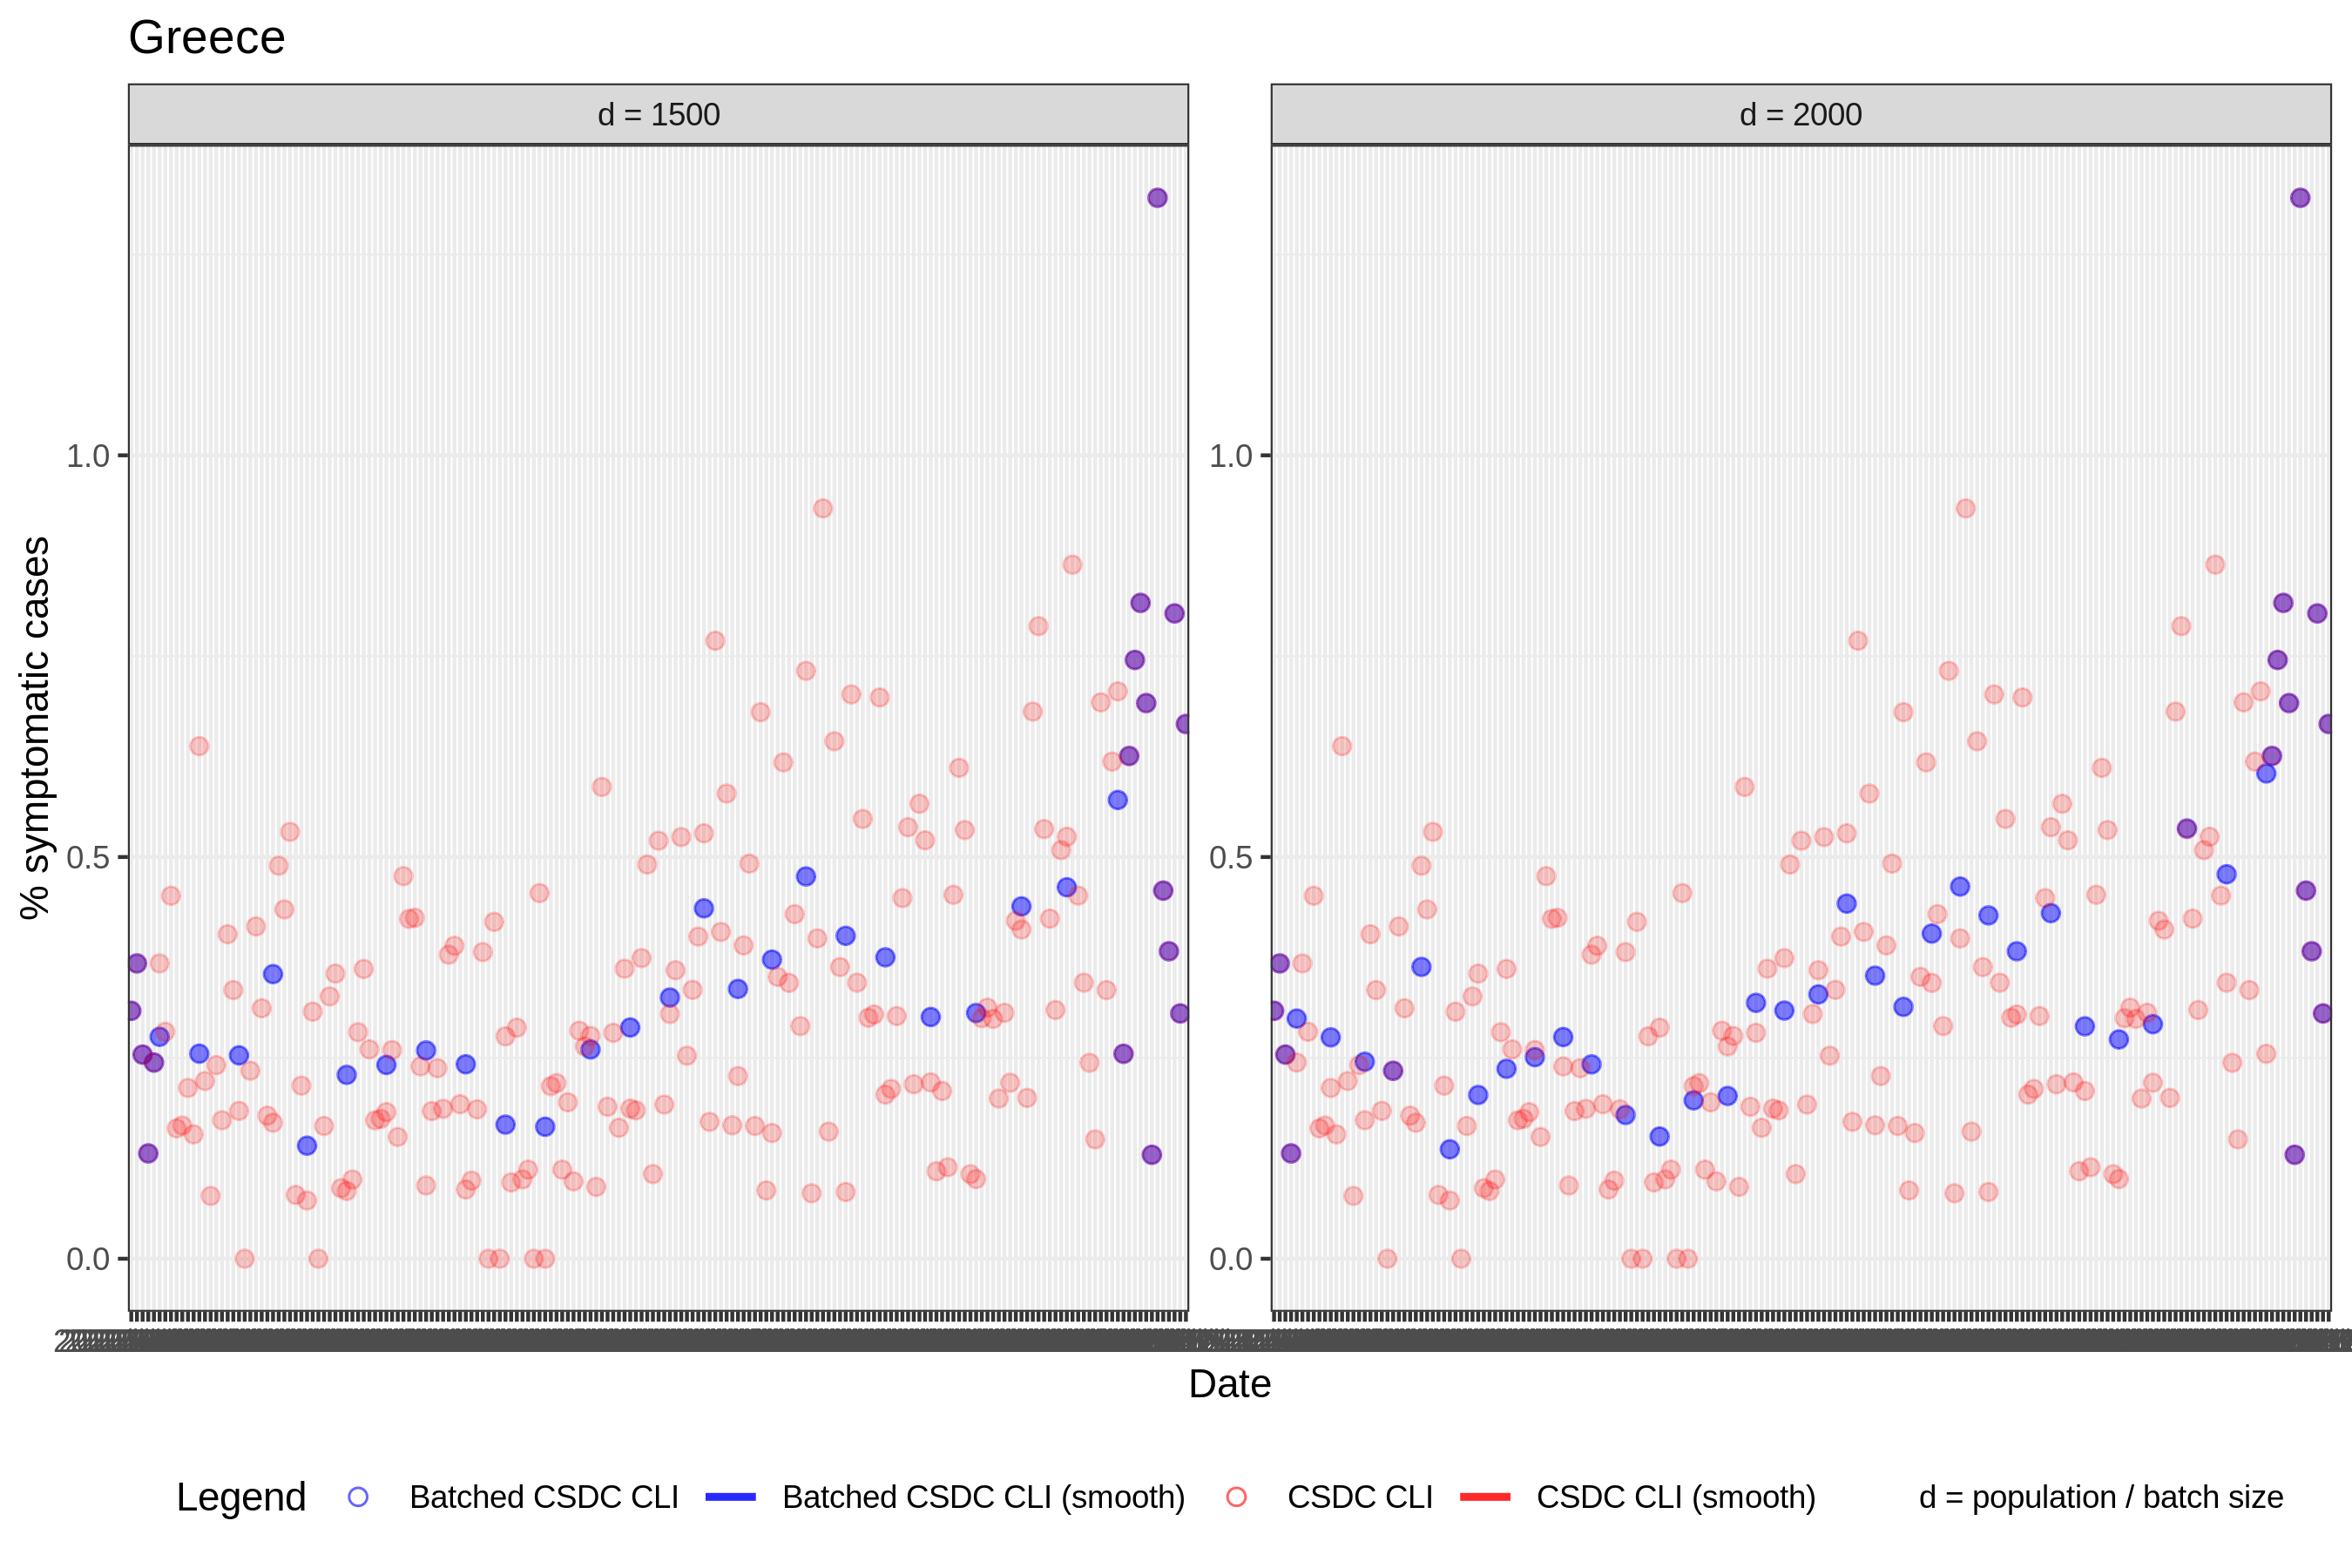 Greece
d = 1500
d = 2000
% symptomatic cases
1.0
0.5
0.0
1.0
0.5
0.0
Date
Legend
Batched CSDC CLI
Batched CSDC CLI (smooth)
CSDC CLI
CSDC CLI (smooth)
d = population / batch size